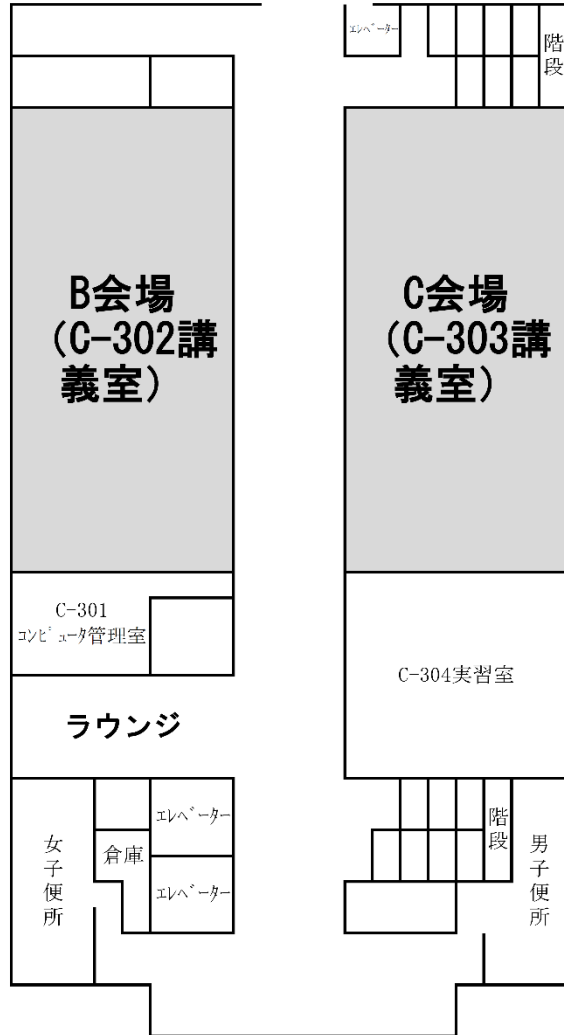 エレベーター
階段
B会場
(C-302講
義室)
C会場
(C-303講
義室)
C-301
コンピュータ管理室
C-304実習室
ラウンジ
エレベーター
階段
女子便所
倉庫
男子便所
エレベーター